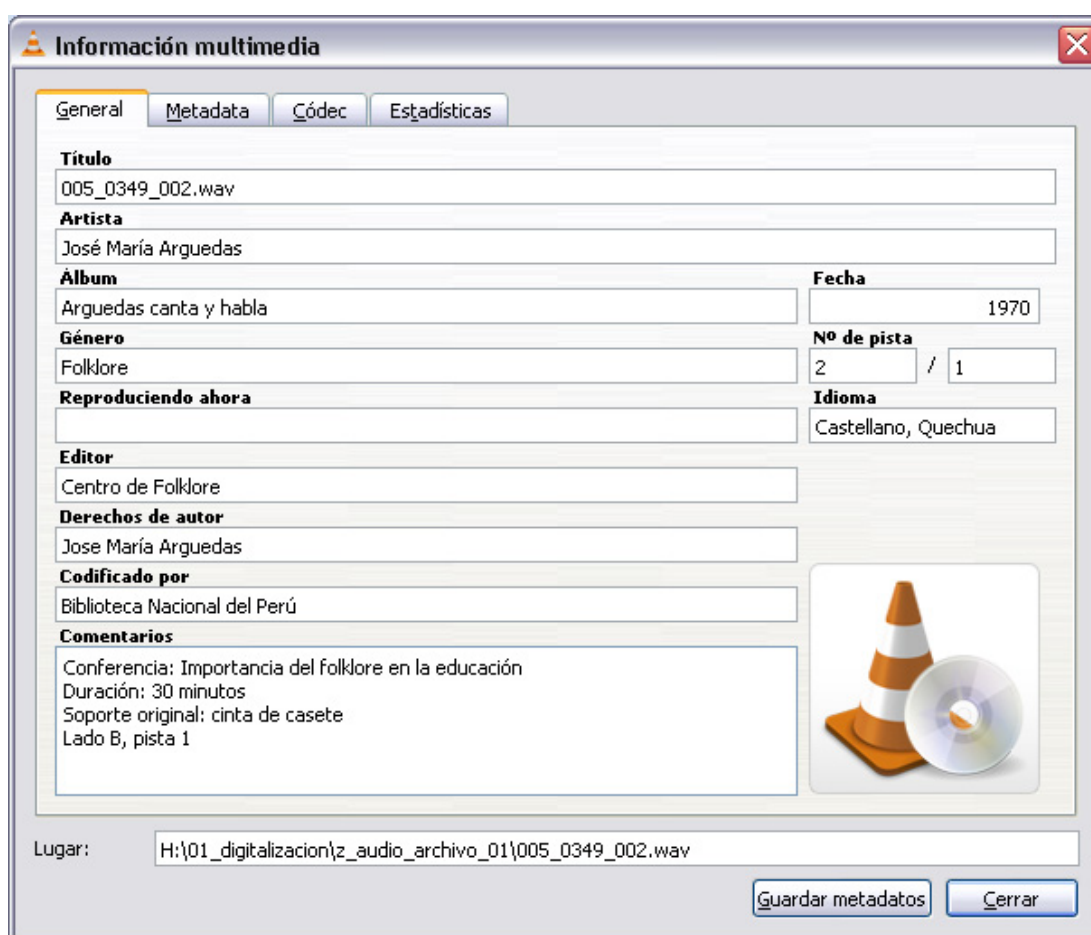 Información multimedia
General Metadata Códec Estadísticas
Título
005_0349_002.wav
Artista
José María Arguedas
Álbum Fecha
Arguedas canta y habla 1970
Género Nº de pista
Folklore 2 / 1
Reproduciendo ahora Idioma
Castellano, Quechua
Editor
Centro de Folklore
Derechos de autor
Jose María Arguedas
Codificado por
Biblioteca Nacional del Perú
Comentarios
Conferencia: Importancia del folklore en la educación
Duración: 30 minutos
Soporte original: cinta de casete
Lado B, pista 1
Lugar: H:\01_digitalizacion\z_audio_archivo_01\005_0349_002.wav
Guardar metadatos Cerrar